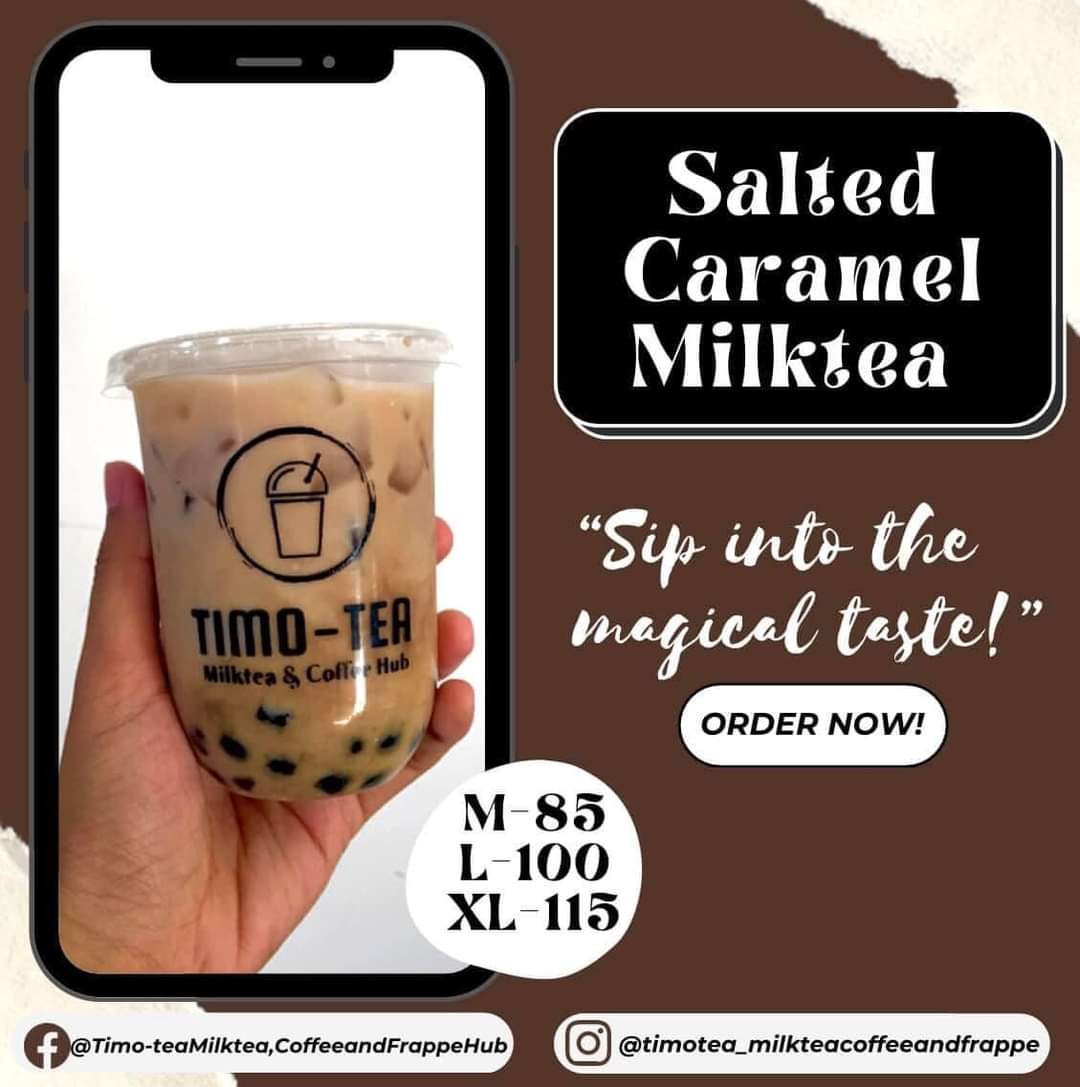 Salted
Caramel
Milktea
“Sip into the
magical taste!”
ORDER NOW!
TIMO-TEA
Milktea & Coffee Hub
M-85
L-100
XL-115
@Timo-teaMilktea,CoffeeandFrappeHub
@timotea_milkteacoffeeandfrappe